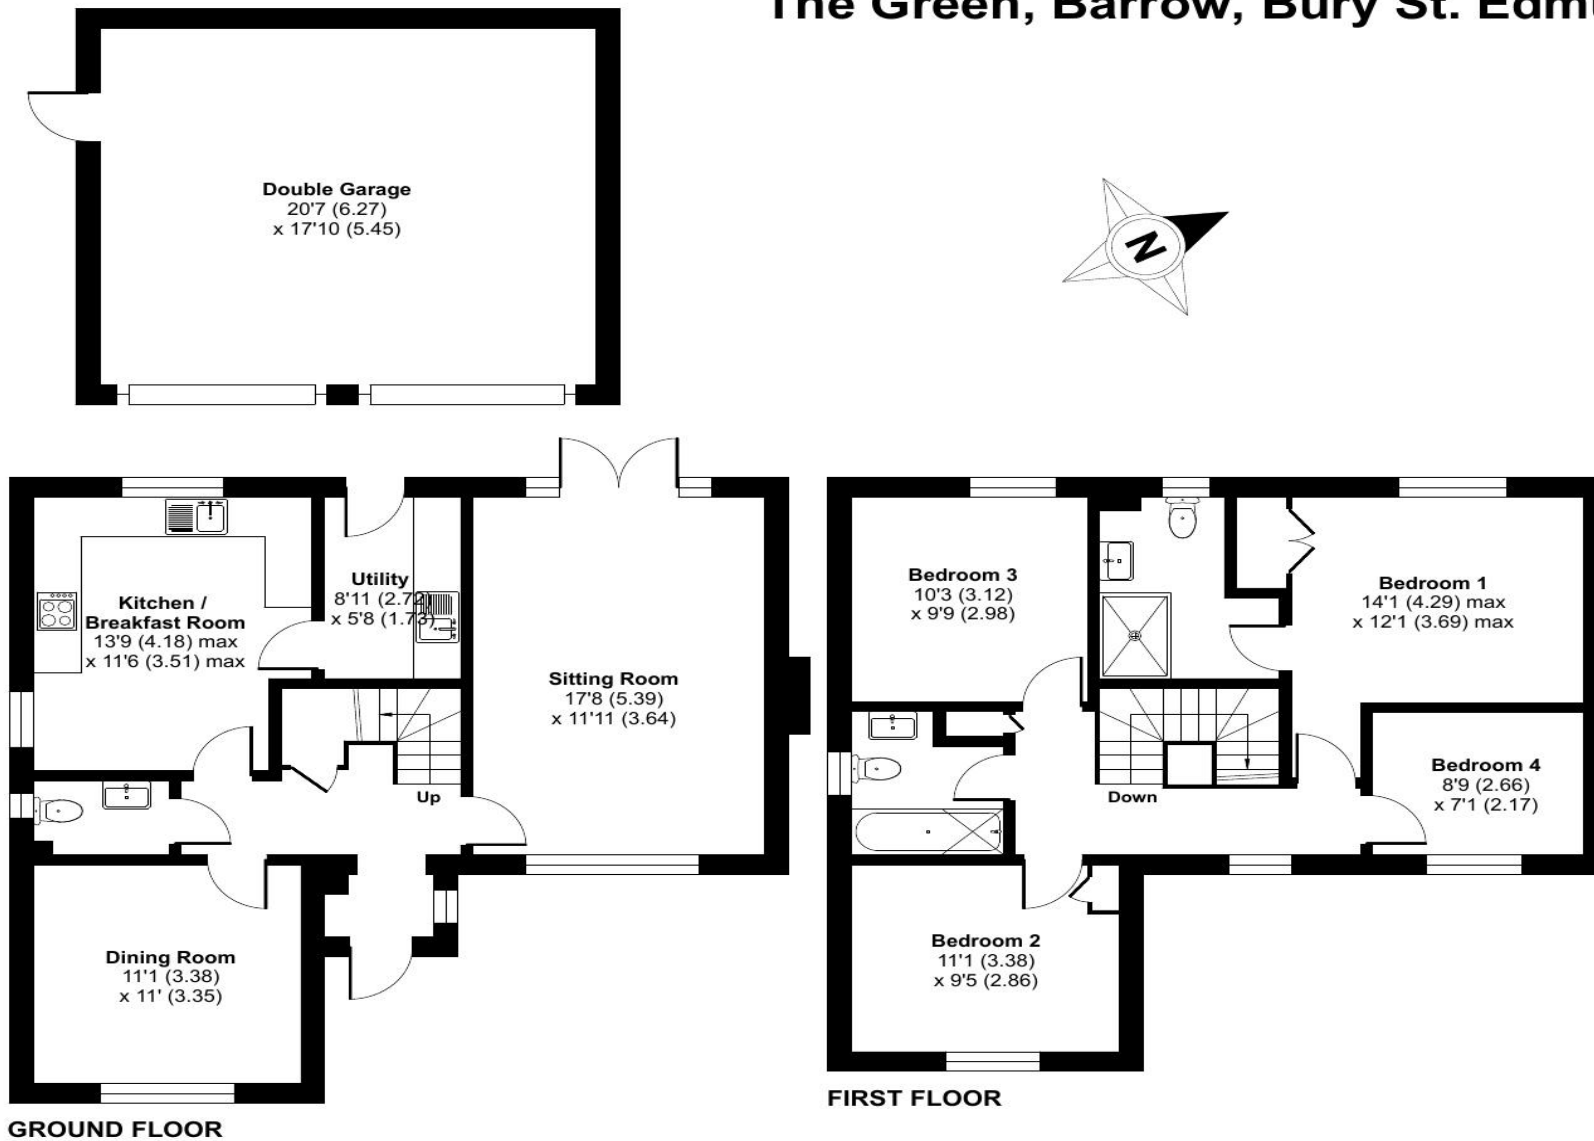 The Green, Barrow, Bury St.
Double Garage
20'7 (6.27)
x 17'10 (5.45)
N
Kitchen /
Breakfast Room
13'9 (4.18) max
x 11'6 (3.51) max
Utility
8'11 (2.72)
x 5'8 (1.73)
Sitting Room
17'8 (5.39)
x 11'11 (3.64)
Up
Dining Room
11'1 (3.38)
x 11' (3.35)
GROUND FLOOR
Bedroom 3
10'3 (3.12)
x 9'9 (2.98)
Bedroom 1
14'1 (4.29) max
x 12'1 (3.69) max
Bedroom 4
8'9 (2.66)
x 7'1 (2.17)
Down
Bedroom 2
11'1 (3.38)
x 9'5 (2.86)
FIRST FLOOR